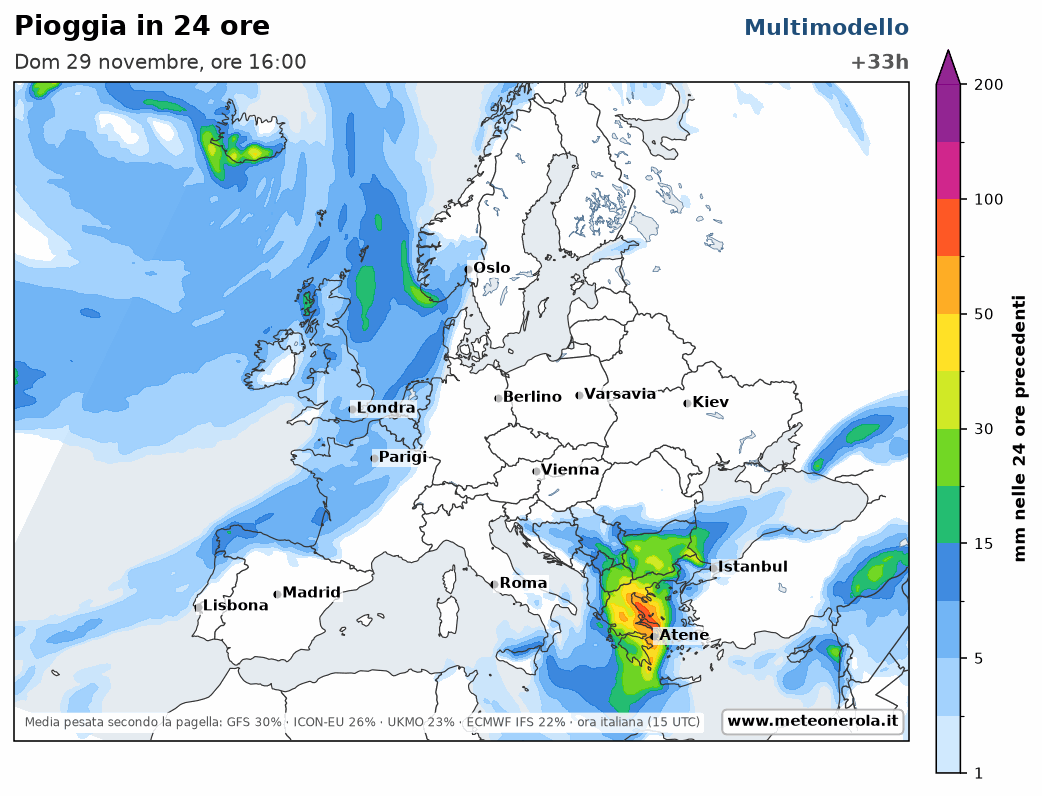 Pioggia in 24 ore
Multimodello
Dom 29 novembre, ore 16:00
+33h
200
100
50
30
15
5
1
mm nelle 24 ore precedenti
Oslo
Londra
Berlino
Varsavia
Kiev
Parigi
Vienna
Istanbul
Roma
Madrid
Lisbona
Atene
Media pesata secondo la pagella: GFS 30% · ICON-EU 26% · UKMO 23% · ECMWF IFS 22% · ora italiana (15 UTC)
www.meteonerola.it